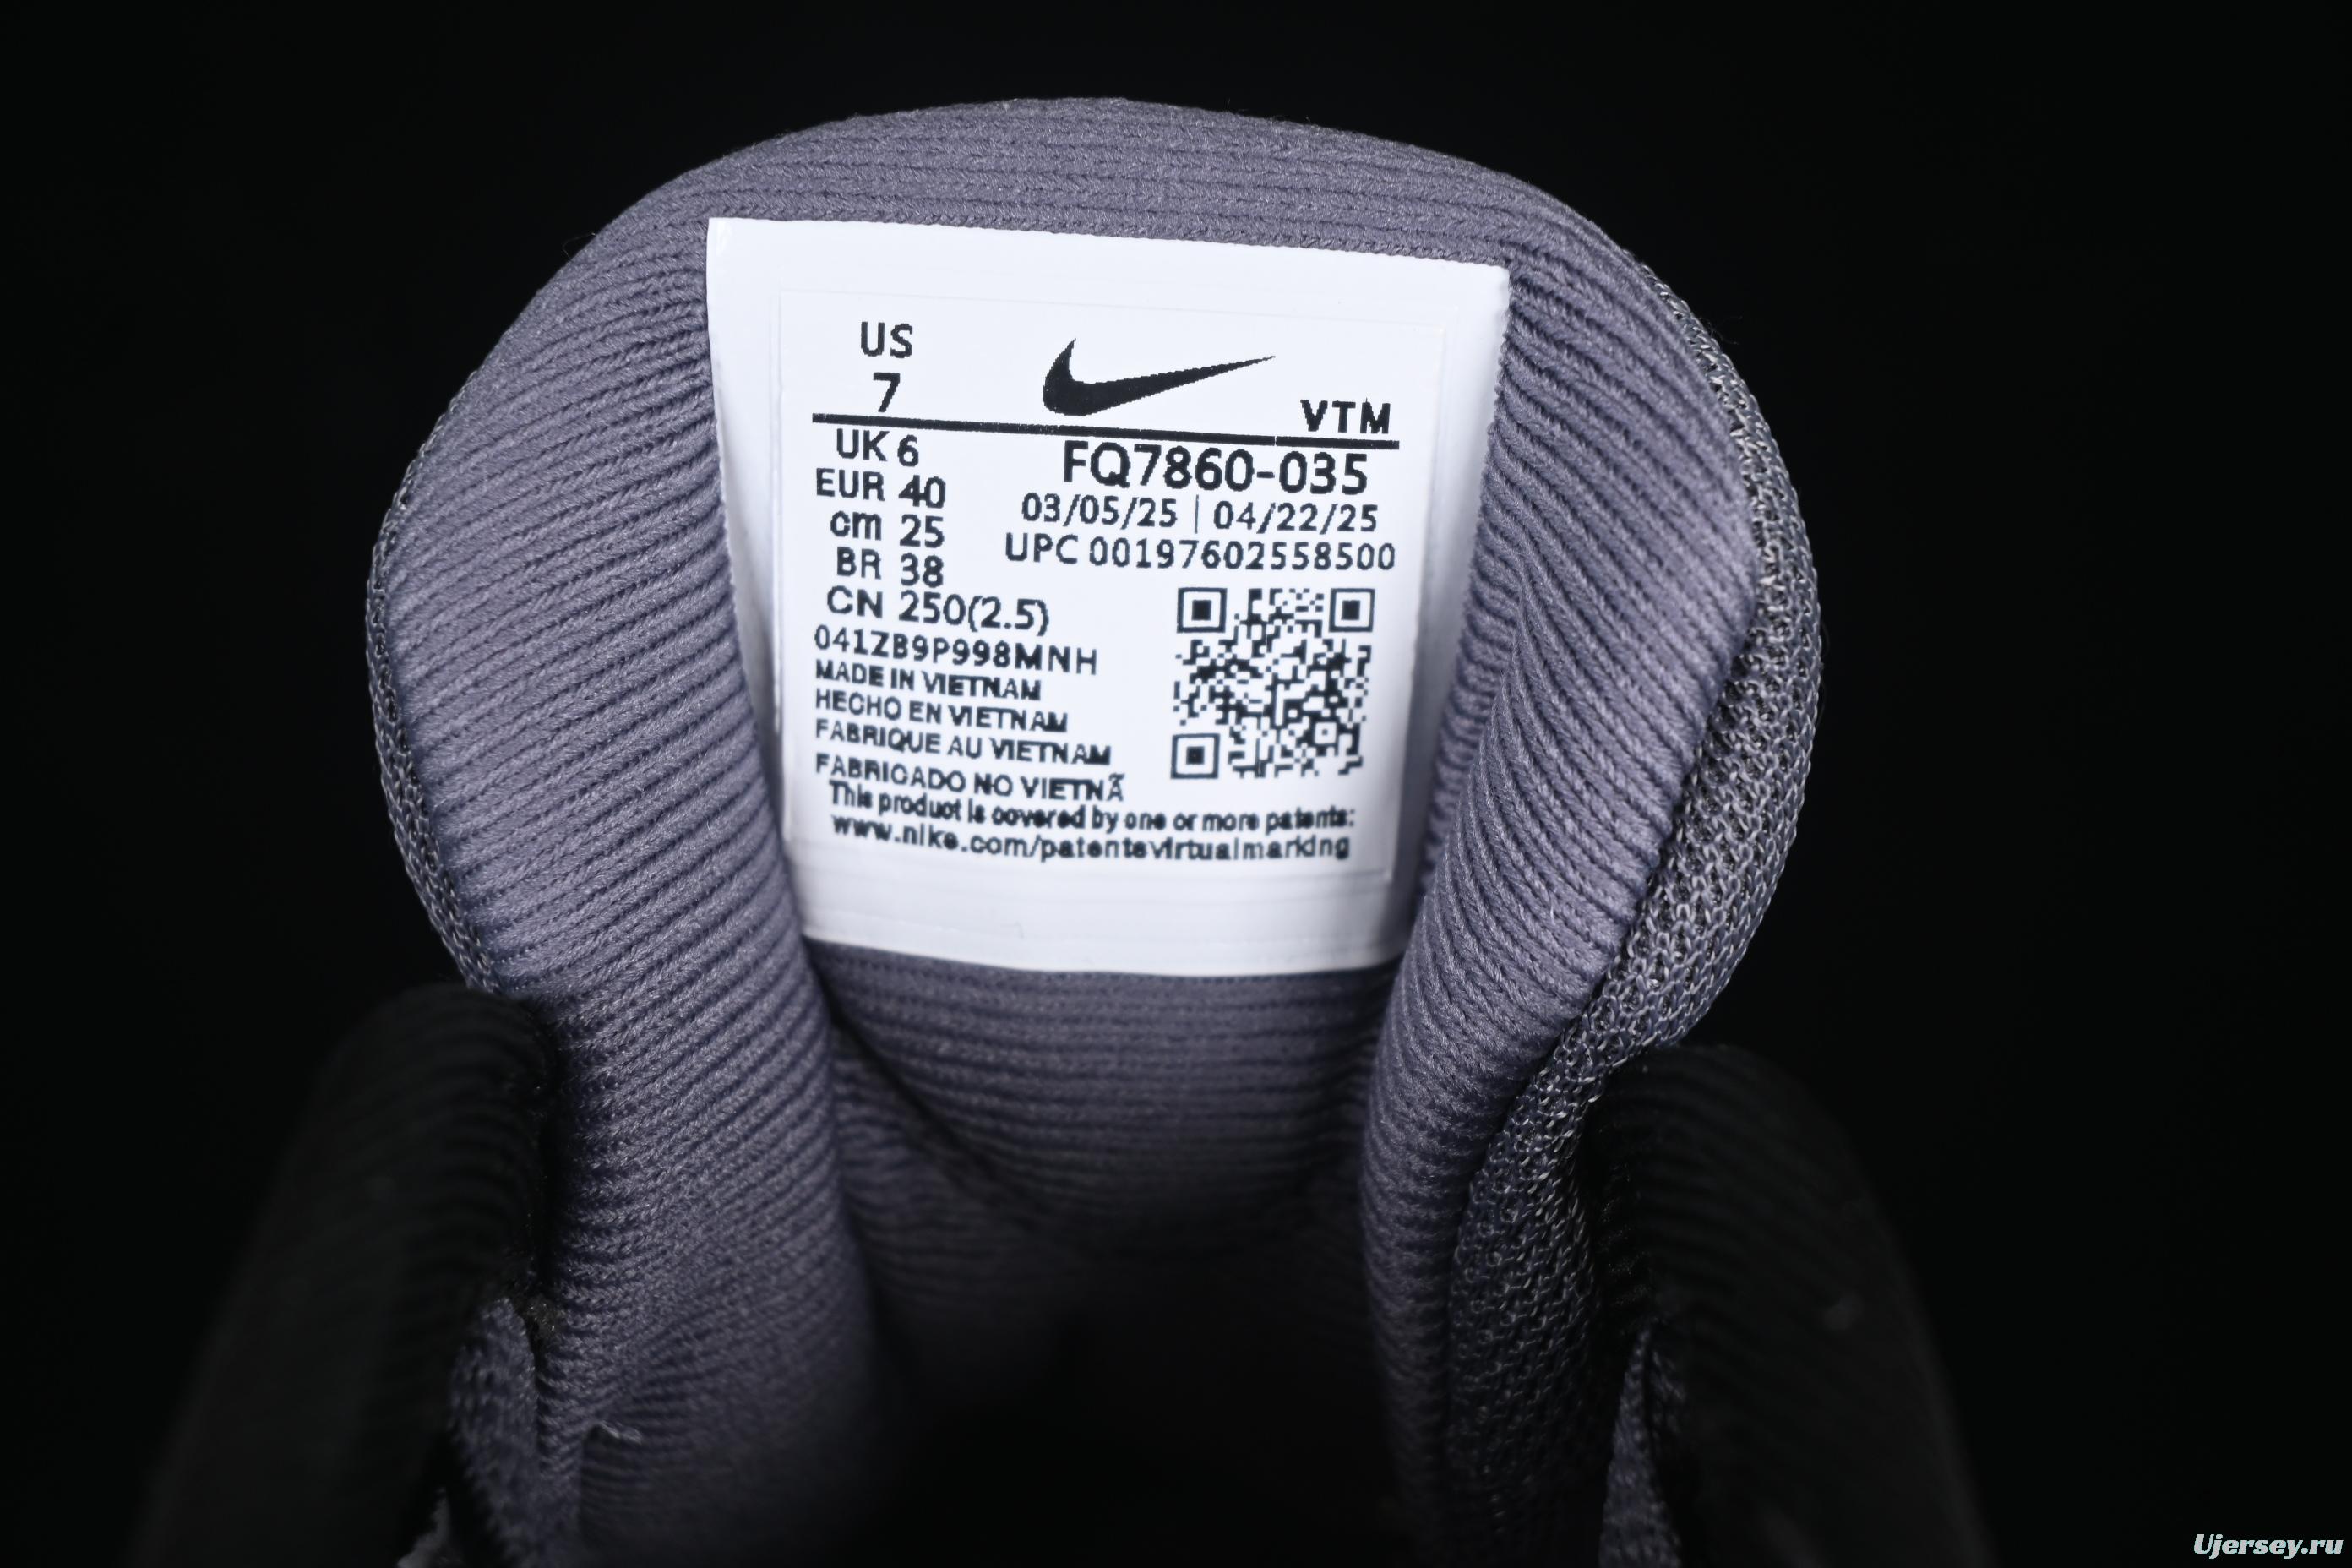 US
7
VTM
UK 6
FQ7860-035
EUR 40
03/05/25 | 04/22/25
cm 25
UPC 00197602558500
BR 38
CN 250(2.5)
041ZB9P998MNH
MADE IN VIETNAM
HECHO EN VIETNAM
FABRIQUE AU VIETNAM
FABRICADO NO VIETNÃ
This product is covered by one or more patents:
www.nike.com/patentsvirtualmarking
Ujersey.ru